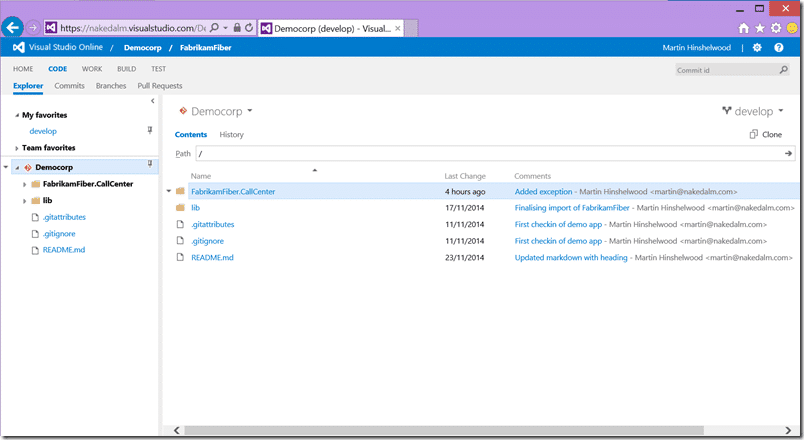 https://nakedalm.visualstudio.com/De
Democorp (develop) - Visual...
Visual Studio Online / Democorp / FabrikamFiber
Martin Hinshelwood
HOME CODE WORK BUILD TEST
Commit id
Explorer Commits Branches Pull Requests
My favorites
develop
Team favorites
Democorp
FabrikamFiber.CallCenter
lib
.gitattributes
.gitignore
README.md
Democorp
develop
Contents History
Clone
Path /
Name Last Change Comments
FabrikamFiber.CallCenter 4 hours ago Added exception - Martin Hinshelwood <martin@nakedalm.com>
lib 17/11/2014 Finalising import of FabrikamFiber - Martin Hinshelwood <martin@nakedalm.com>
.gitattributes 11/11/2014 First checkin of demo app - Martin Hinshelwood <martin@nakedalm.com>
.gitignore 11/11/2014 First checkin of demo app - Martin Hinshelwood <martin@nakedalm.com>
README.md 23/11/2014 Updated markdown with heading - Martin Hinshelwood <martin@nakedalm.com>